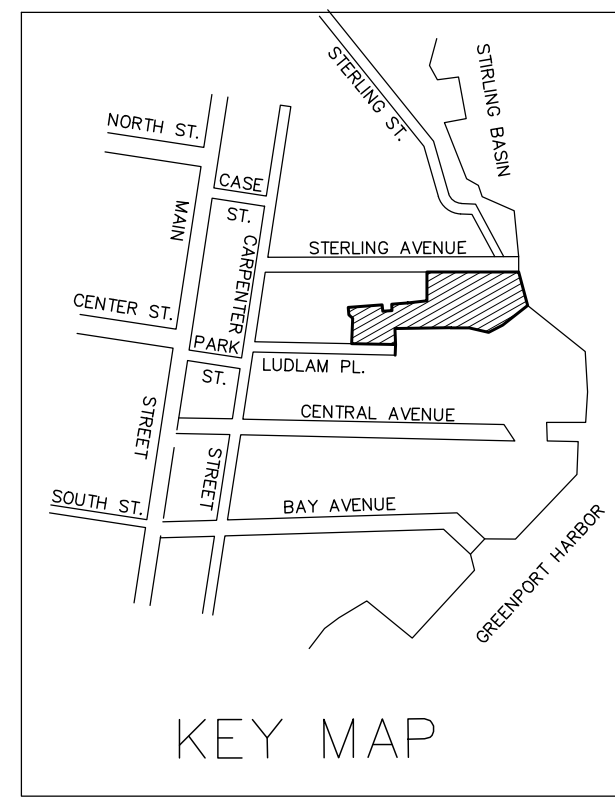 STERLING ST.
STIRLING BASIN
NORTH ST.
CASE
ST.
MAIN
STREET
CARPENTER
STREET
STERLING AVENUE
CENTER ST.
PARK
ST.
LUDLAM PL.
CENTRAL AVENUE
SOUTH ST.
BAY AVENUE
GREENPORT HARBOR
KEY MAP